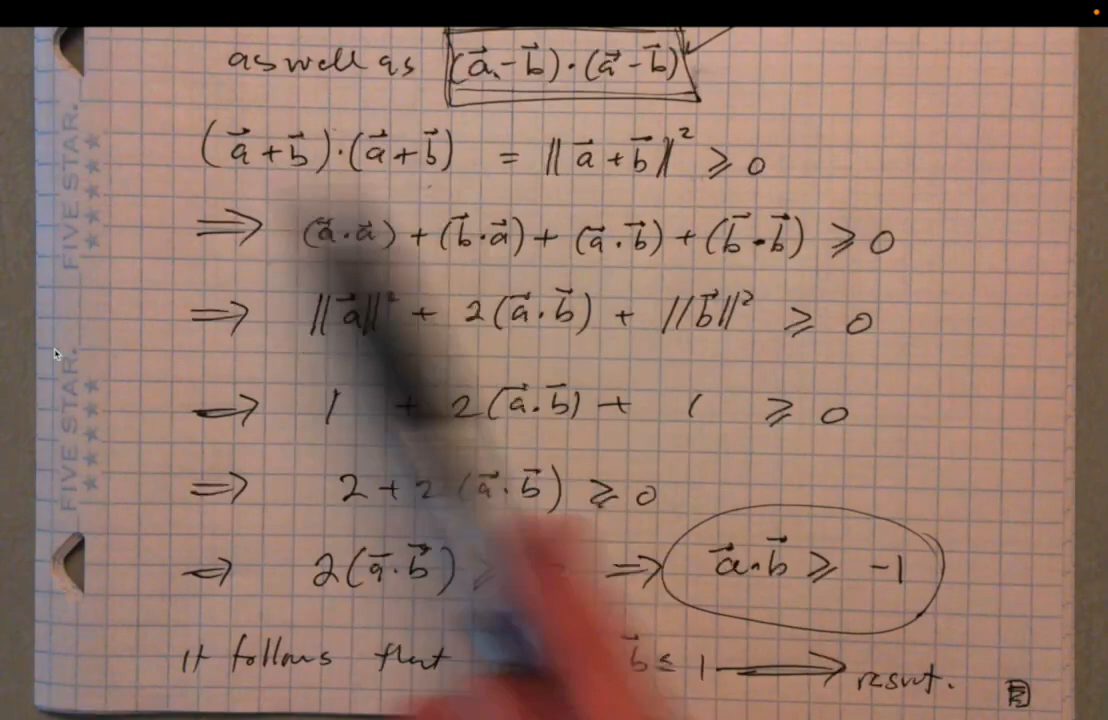 as well as (a⃗ - b⃗)·(a⃗ - b⃗)
(a⃗ + b⃗)·(a⃗ + b⃗) = ||a⃗ + b⃗||² ⩾ 0
⟹ (a⃗·a⃗) + (b⃗·a⃗) + (a⃗·b⃗) + (b⃗·b⃗) ⩾ 0
⟹ ||a⃗||² + 2(a⃗·b⃗) + ||b⃗||² ⩾ 0
⟹ 1 + 2(a⃗·b⃗) + 1 ⩾ 0
⟹ 2 + 2(a⃗·b⃗) ⩾ 0
⟹ 2(a⃗·b⃗) ⟹ a⃗·b⃗ ⩾ -1
It follows that b⃗ ≤ 1 ⟶ result.
FIVE STAR.
FIVE STAR.